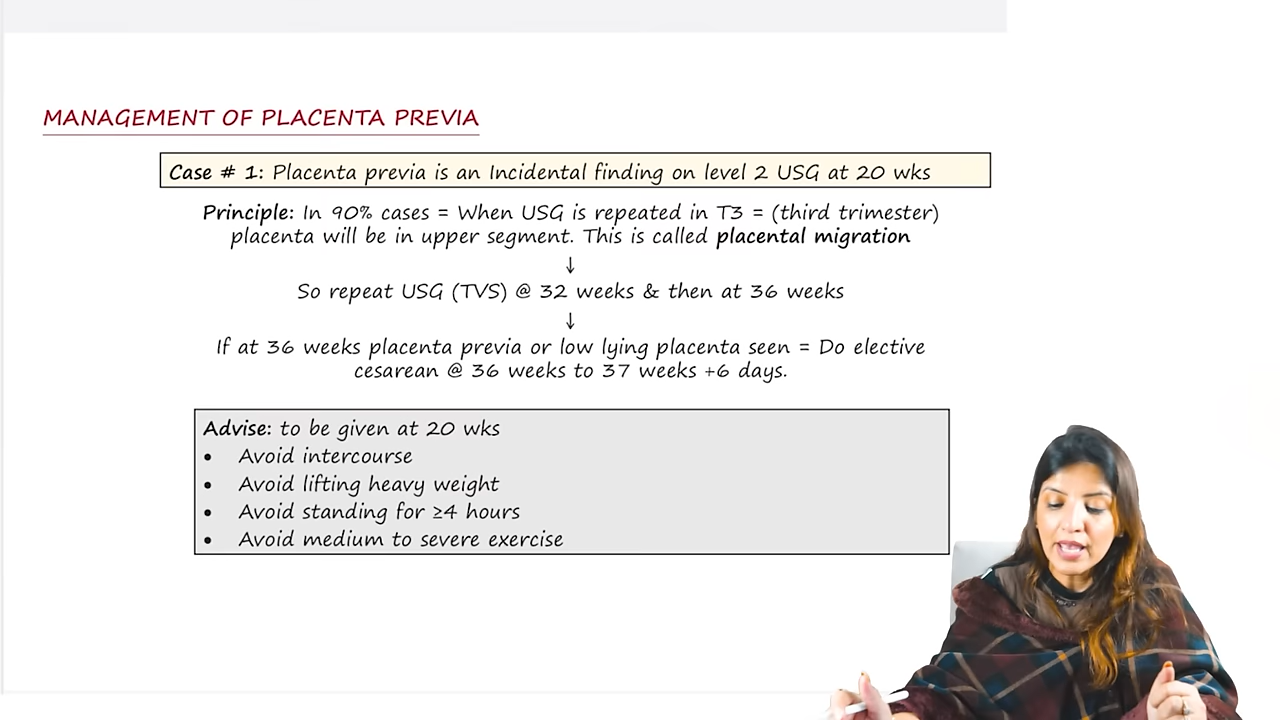 MANAGEMENT OF PLACENTA PREVIA
Case # 1: Placenta previa is an Incidental finding on level 2 USG at 20 wks
Principle: In 90% cases = When USG is repeated in T3 = (third trimester)
placenta will be in upper segment. This is called placental migration
↓
So repeat USG (TVS) @ 32 weeks & then at 36 weeks
↓
If at 36 weeks placenta previa or low lying placenta seen = Do elective
cesarean @ 36 weeks to 37 weeks +6 days.
Advise: to be given at 20 wks
• Avoid intercourse
• Avoid lifting heavy weight
• Avoid standing for ≥4 hours
• Avoid medium to severe exercise